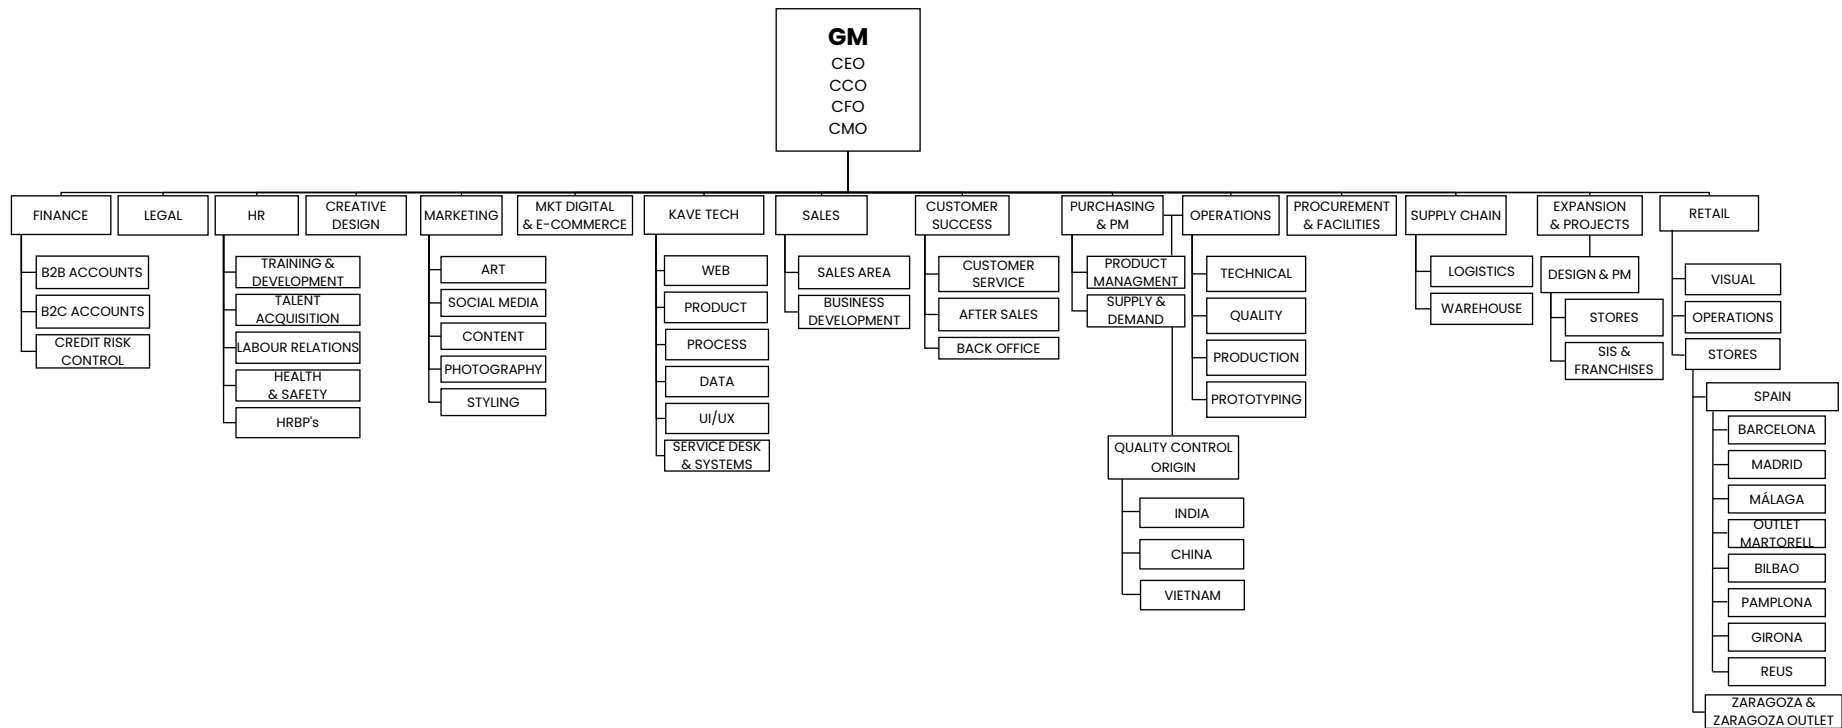 GM
CEO
CCO
CFO
CMO
FINANCE
B2B ACCOUNTS
B2C ACCOUNTS
CREDIT RISK
CONTROL
LEGAL
HR
TRAINING &
DEVELOPMENT
TALENT
ACQUISITION
LABOUR RELATIONS
HEALTH
& SAFETY
HRBP's
CREATIVE
DESIGN
MARKETING
ART
SOCIAL MEDIA
CONTENT
PHOTOGRAPHY
STYLING
MKT DIGITAL
& E-COMMERCE
KAVE TECH
WEB
PRODUCT
PROCESS
DATA
UI/UX
SERVICE DESK
& SYSTEMS
SALES
SALES AREA
BUSINESS
DEVELOPMENT
CUSTOMER
SUCCESS
CUSTOMER
SERVICE
AFTER SALES
BACK OFFICE
PURCHASING
& PM
PRODUCT
MANAGMENT
SUPPLY &
DEMAND
OPERATIONS
TECHNICAL
QUALITY
PRODUCTION
PROTOTYPING
QUALITY CONTROL
ORIGIN
INDIA
CHINA
VIETNAM
PROCUREMENT
& FACILITIES
SUPPLY CHAIN
LOGISTICS
WAREHOUSE
EXPANSION
& PROJECTS
DESIGN & PM
STORES
SIS &
FRANCHISES
RETAIL
VISUAL
OPERATIONS
STORES
SPAIN
BARCELONA
MADRID
MÁLAGA
OUTLET
MARTORELL
BILBAO
PAMPLONA
GIRONA
REUS
ZARAGOZA &
ZARAGOZA OUTLET